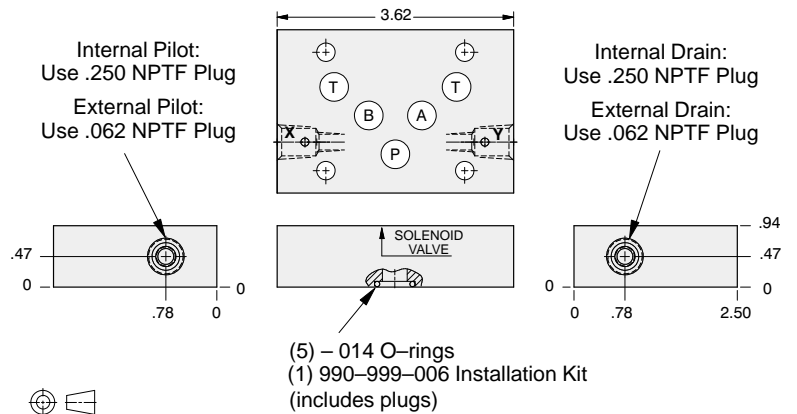 3.62
Internal Pilot:
Use .250 NPTF Plug
External Pilot:
Use .062 NPTF Plug
Internal Drain:
Use .250 NPTF Plug
External Drain:
Use .062 NPTF Plug
T T
B A
X Y
P
.47
0 0
.78 0
SOLENOID
VALVE
.94
.47
0
0 .78 2.50
(5) – 014 O–rings
(1) 990–999–006 Installation Kit
(includes plugs)